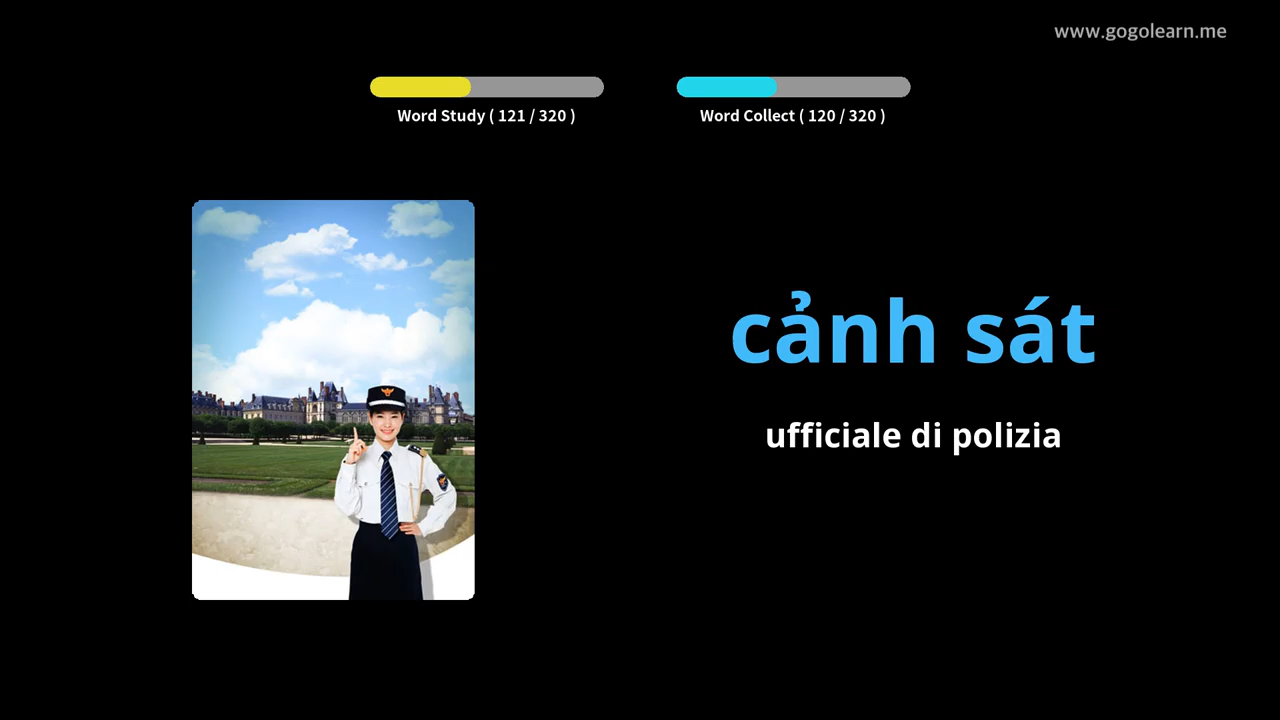 www.gogolearn.me
Word Study ( 121 / 320 )
Word Collect ( 120 / 320 )
cảnh sát
ufficiale di polizia